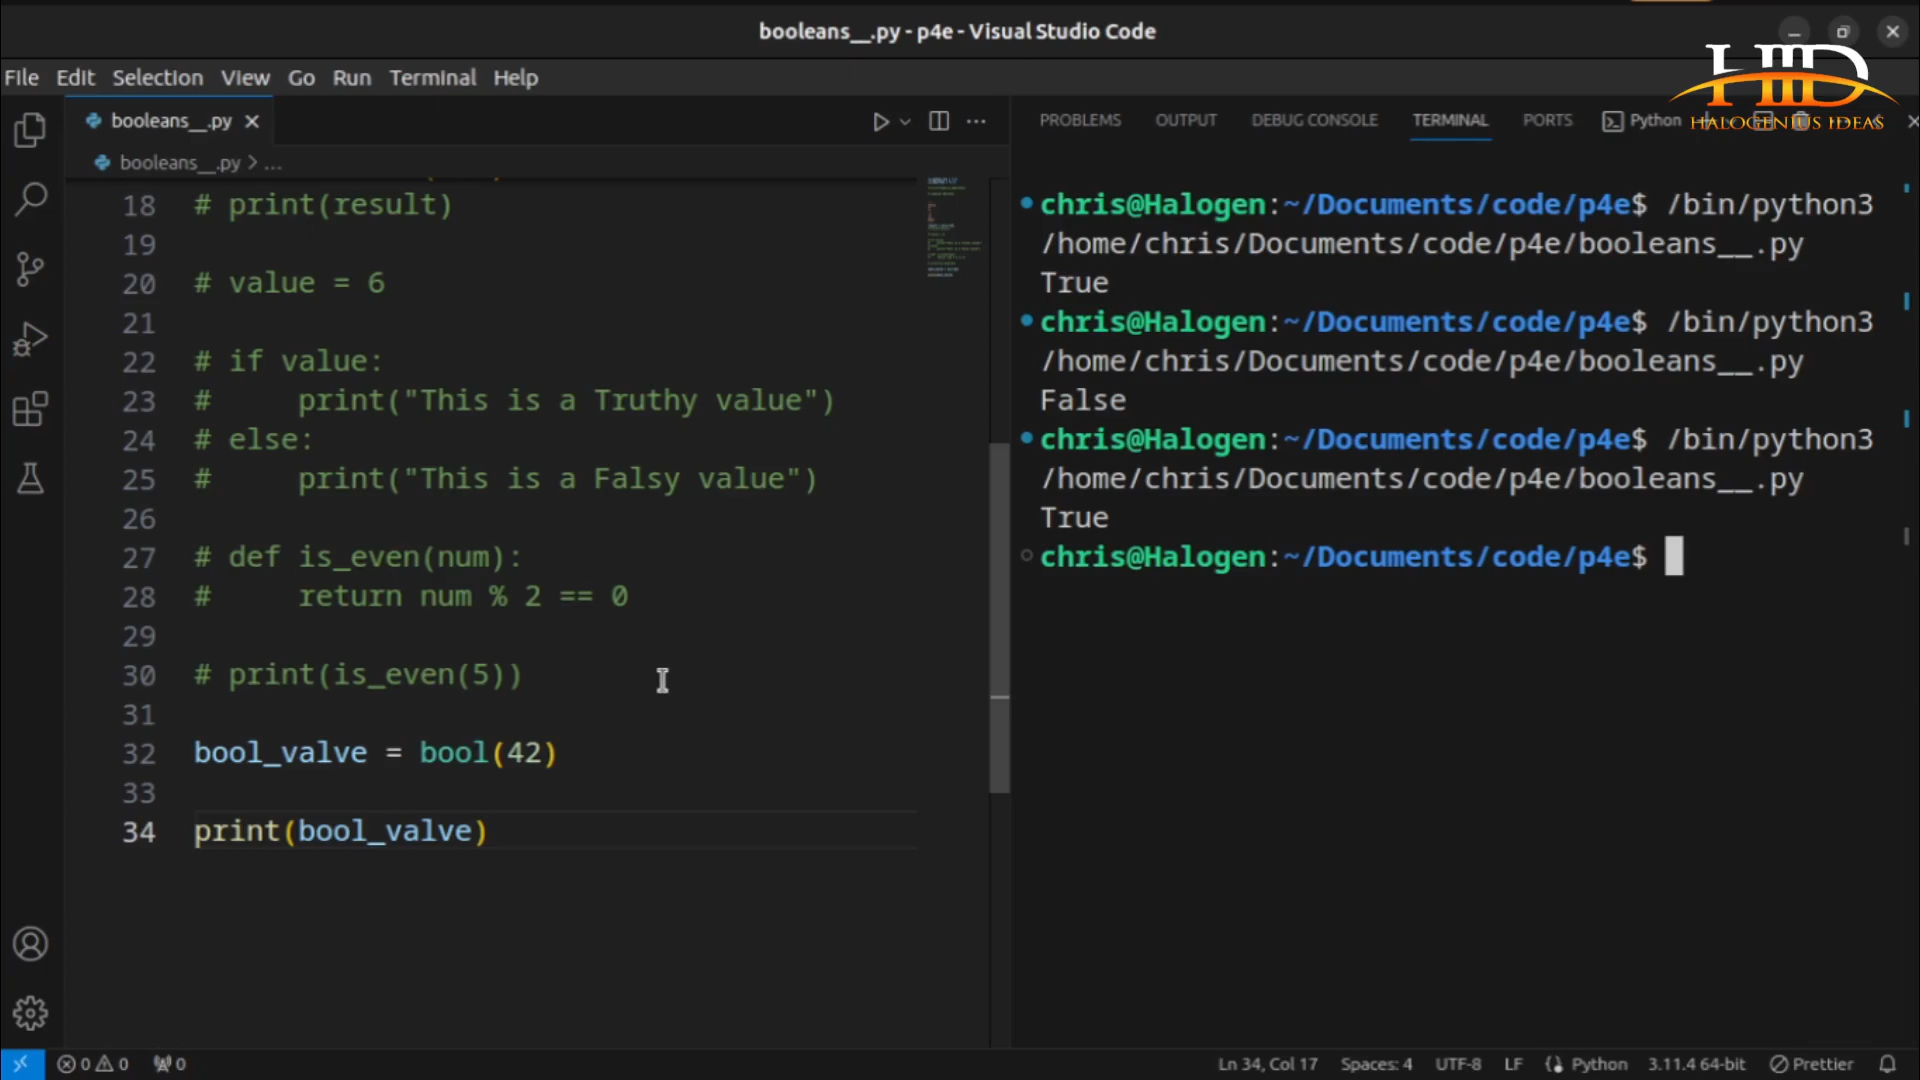 booleans__.py - p4e - Visual Studio Code
File Edit Selection View Go Run Terminal Help
HID
HALOGENIUS IDEAS
booleans__.py
PROBLEMS OUTPUT DEBUG CONSOLE TERMINAL PORTS Python
booleans__.py > ...
18 # print(result)
19
20 # value = 6
21
22 # if value:
23 #     print("This is a Truthy value")
24 # else:
25 #     print("This is a Falsy value")
26
27 # def is_even(num):
28 #     return num % 2 == 0
29
30 # print(is_even(5))
31
32 bool_valve = bool(42)
33
34 print(bool_valve)
chris@Halogen:~/Documents/code/p4e$ /bin/python3
/home/chris/Documents/code/p4e/booleans__.py
True
chris@Halogen:~/Documents/code/p4e$ /bin/python3
/home/chris/Documents/code/p4e/booleans__.py
False
chris@Halogen:~/Documents/code/p4e$ /bin/python3
/home/chris/Documents/code/p4e/booleans__.py
True
chris@Halogen:~/Documents/code/p4e$
0 0 0 Ln 34, Col 17 Spaces: 4 UTF-8 LF Python 3.11.4 64-bit Prettier